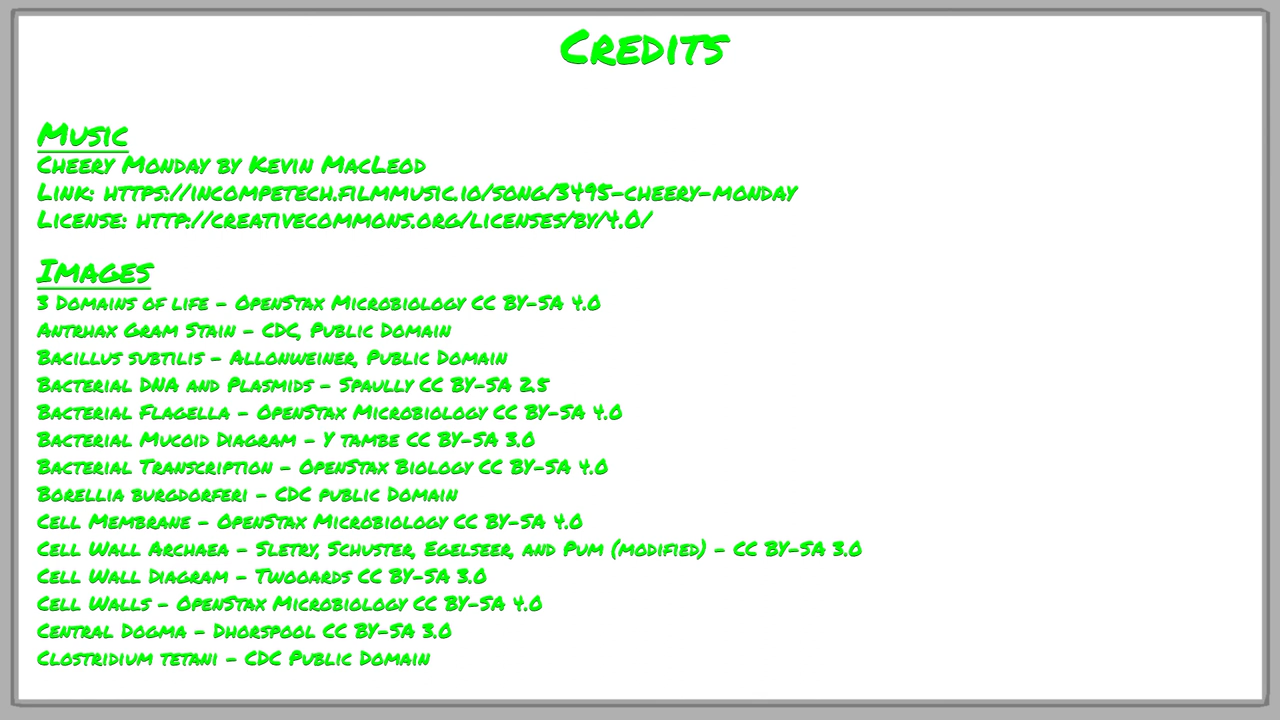 Credits
Music
Cheery Monday by Kevin MacLeod
Link: https://incompetech.filmmusic.io/song/3495-cheery-monday
License: http://creativecommons.org/licenses/by/4.0/
Images
3 Domains of life - OpenStax Microbiology CC BY-SA 4.0
Antrhax Gram Stain - CDC, Public Domain
Bacillus subtilis - Allonweiner, Public Domain
Bacterial DNA and Plasmids - Spaully CC BY-SA 2.5
Bacterial Flagella - OpenStax Microbiology CC BY-SA 4.0
Bacterial Mucoid Diagram - Y tambe CC BY-SA 3.0
Bacterial Transcription - OpenStax Biology CC BY-SA 4.0
Borellia burgdorferi - CDC public Domain
Cell Membrane - OpenStax Microbiology CC BY-SA 4.0
Cell Wall Archaea - Sletry, Schuster, Egelseer, and Pum (modified) - CC BY-SA 3.0
Cell Wall Diagram - Twooards CC BY-SA 3.0
Cell Walls - OpenStax Microbiology CC BY-SA 4.0
Central Dogma - Dhorspool CC BY-SA 3.0
Clostridium tetani - CDC Public Domain